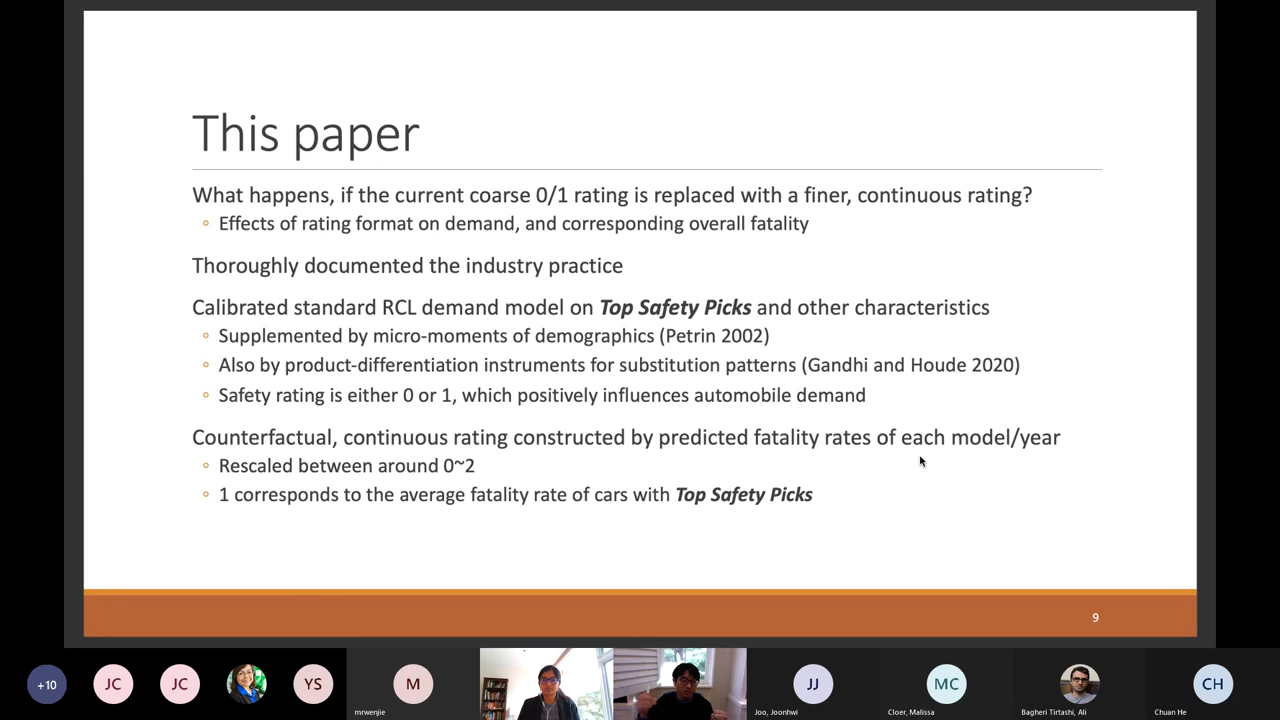 This paper
What happens, if the current coarse 0/1 rating is replaced with a finer, continuous rating?
Effects of rating format on demand, and corresponding overall fatality
Thoroughly documented the industry practice
Calibrated standard RCL demand model on Top Safety Picks and other characteristics
Supplemented by micro-moments of demographics (Petrin 2002)
Also by product-differentiation instruments for substitution patterns (Gandhi and Houde 2020)
Safety rating is either 0 or 1, which positively influences automobile demand
Counterfactual, continuous rating constructed by predicted fatality rates of each model/year
Rescaled between around 0~2
1 corresponds to the average fatality rate of cars with Top Safety Picks
9
+10
JC
JC
YS
M
JJ
MC
CH
mrwenjie
Joo, Joonhwi
Cloer, Malissa
Bagheri Tirtashi, Ali
Chuan He